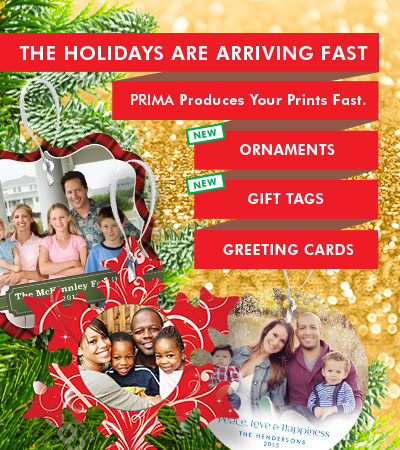 THE HOLIDAYS ARE ARRIVING FAST
PRIMA Produces Your Prints Fast.
NEW
ORNAMENTS
NEW
GIFT TAGS
GREETING CARDS
The McKinnley
Peace, Love & Happiness
THE HENDERSONS
2015